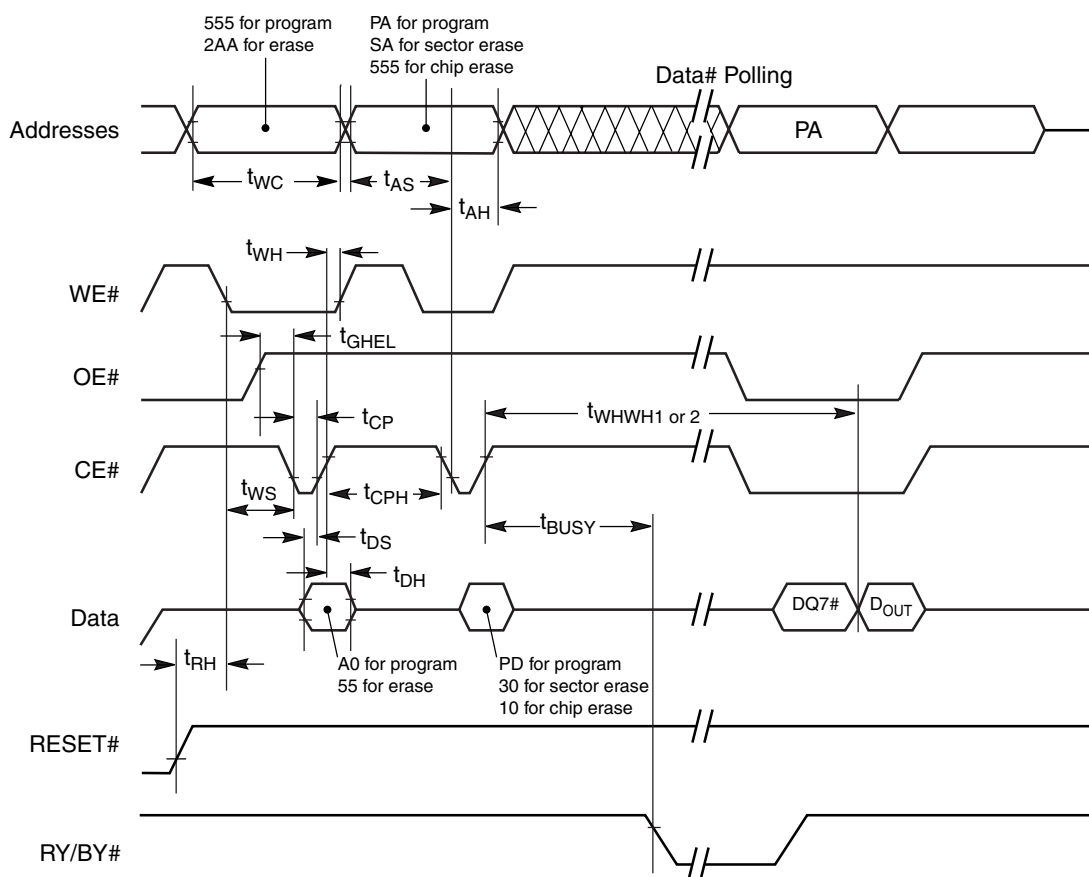 555 for program
2AA for erase
PA for program
SA for sector erase
555 for chip erase
Data# Polling
Addresses
PA
tWC
tAS
tAH
tWH
WE#
tGHEL
OE#
tWHWH1 or 2
tCP
CE#
tWS
tCPH
tBUSY
tDS
tDH
Data
DQ7#
DOUT
tRH
A0 for program
55 for erase
PD for program
30 for sector erase
10 for chip erase
RESET#
RY/BY#